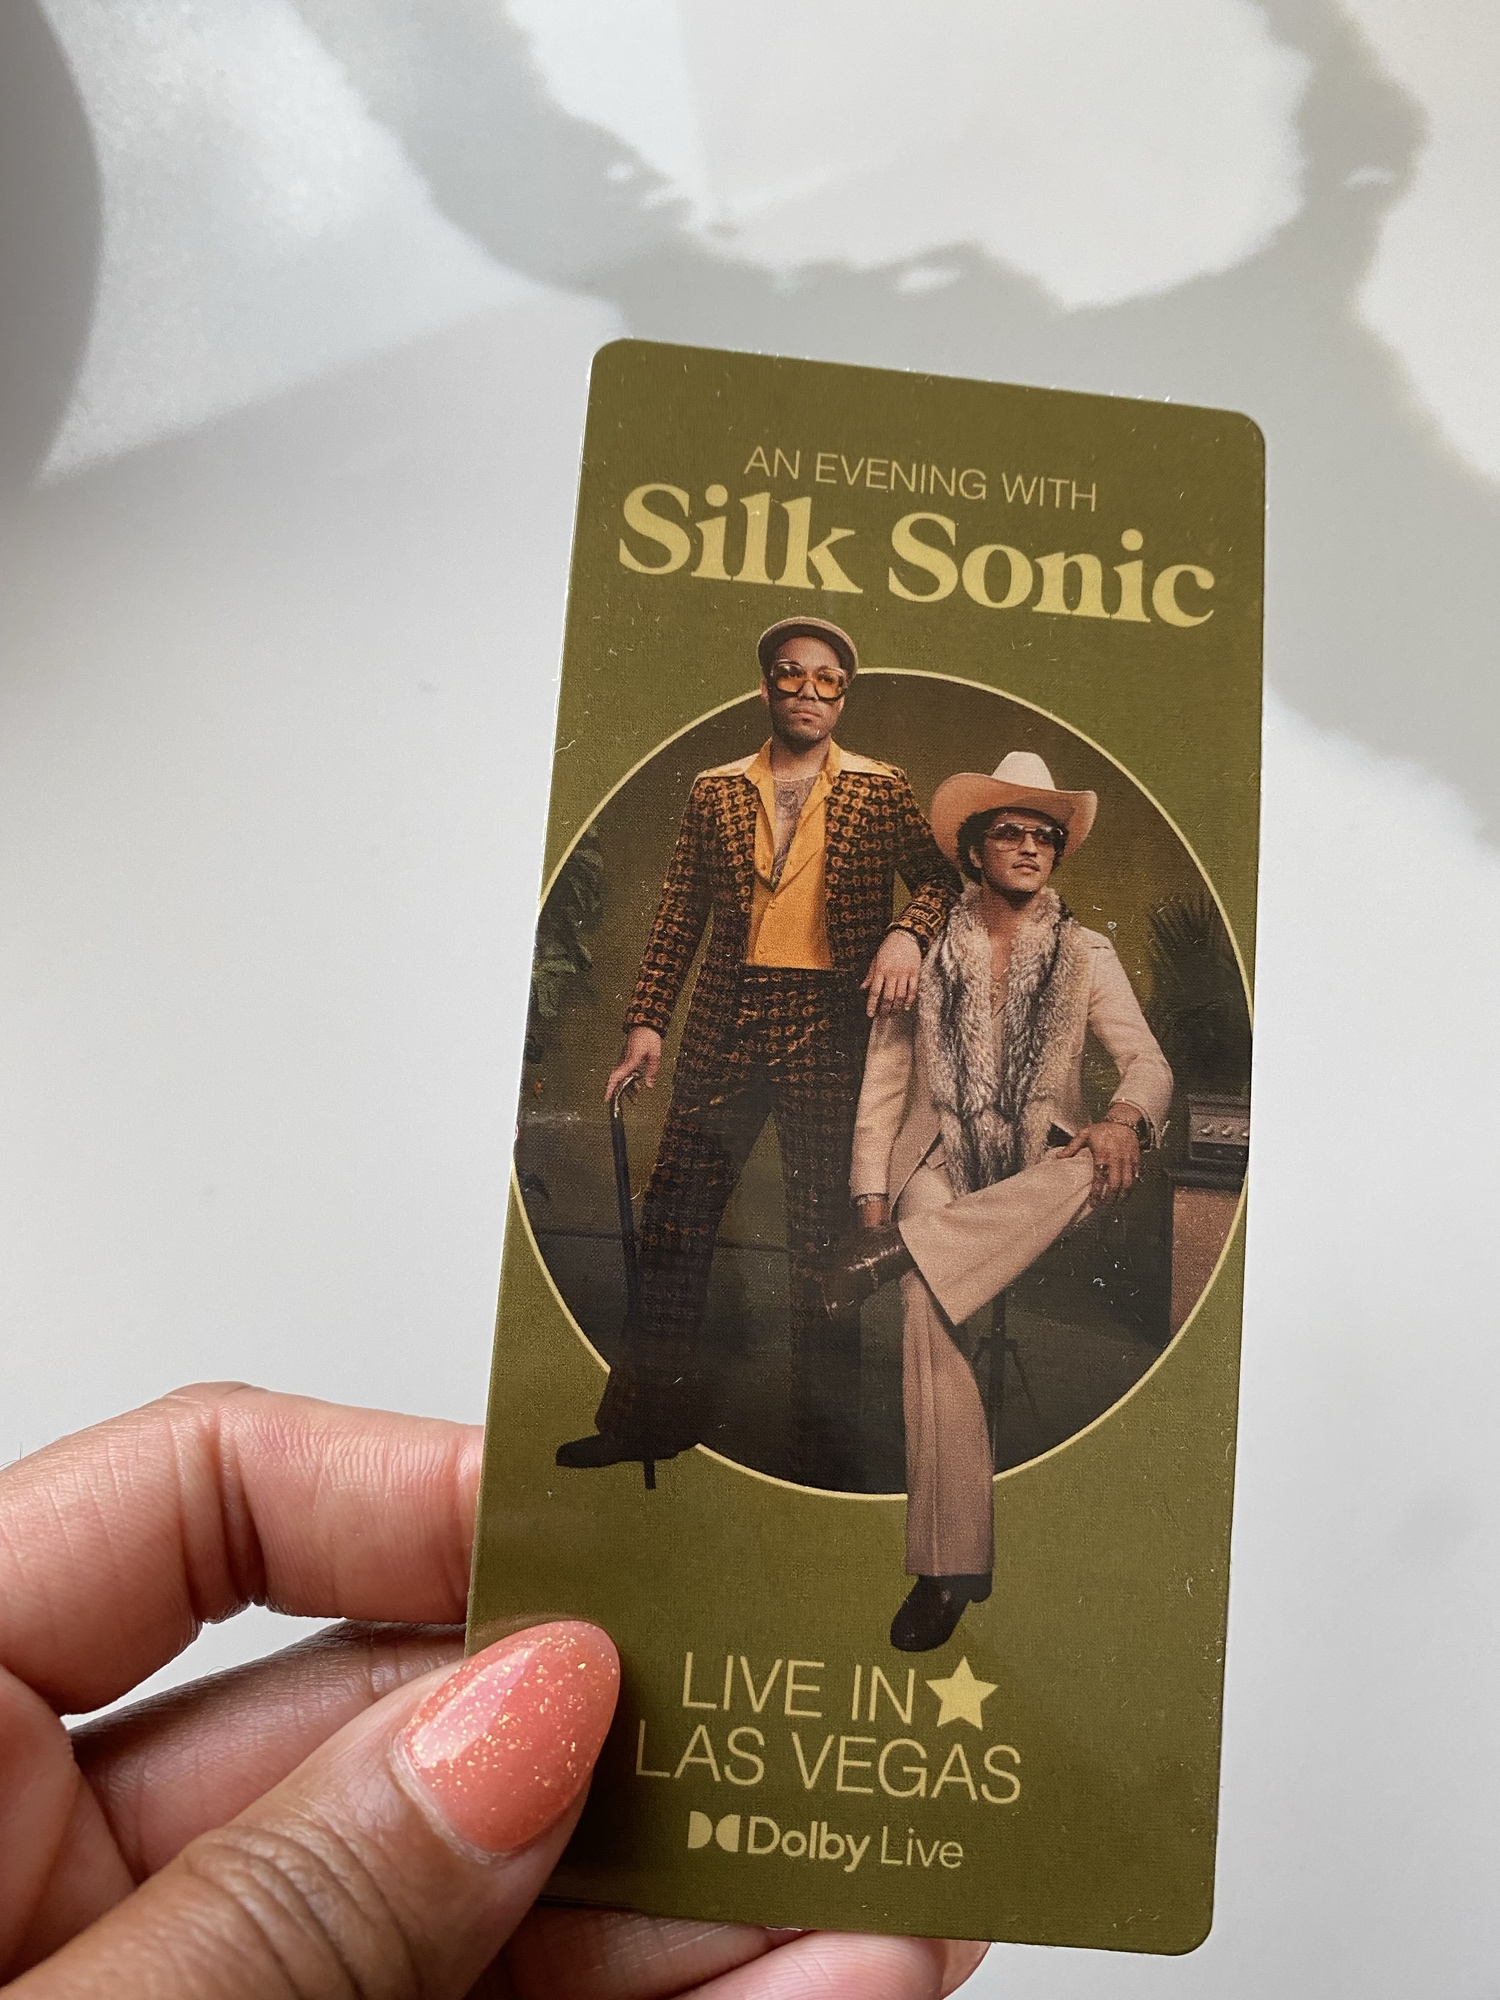 AN EVENING WITH
Silk Sonic
LIVE IN
LAS VEGAS
Dolby Live